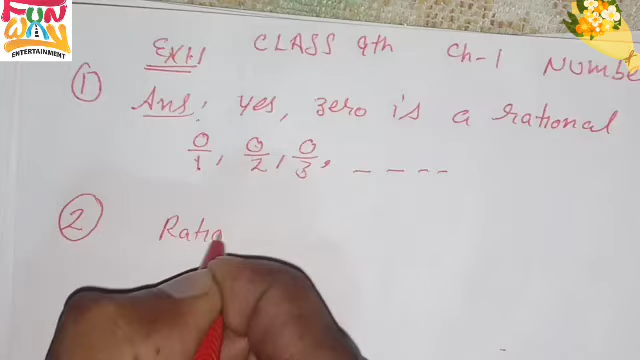 FUN
WAY
ENTERTAINMENT
EX1.1 CLASS 9th Ch-1 Numbe
① Ans: yes, zero is a rational
0/1, 0/2, 0/3, ----
② Ratio